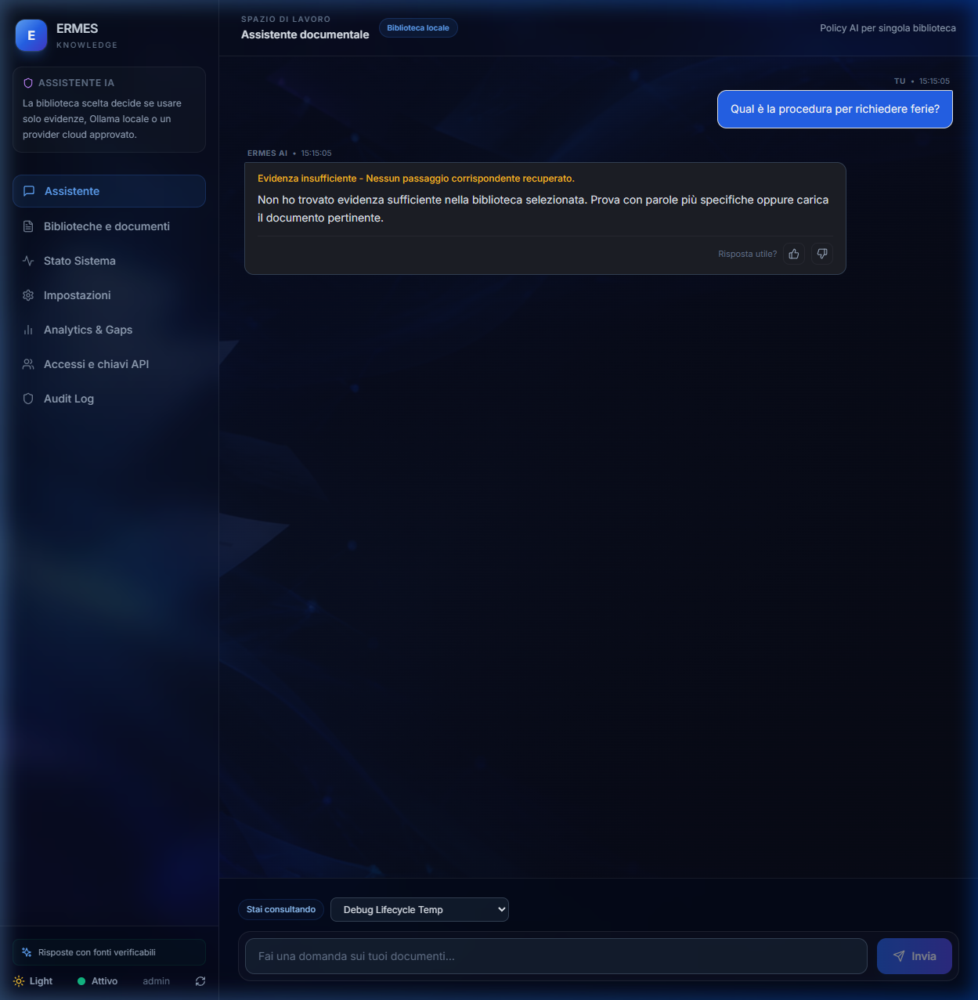 E
ERMES
KNOWLEDGE
ASSISTENTE IA
La biblioteca scelta decide se usare
solo evidenze, Ollama locale o un
provider cloud approvato.
Assistente
Biblioteche e documenti
Stato Sistema
Impostazioni
Analytics & Gaps
Accessi e chiavi API
Audit Log
Risposte con fonti verificabili
Light
Attivo
admin
SPAZIO DI LAVORO
Assistente documentale
Biblioteca locale
Policy AI per singola biblioteca
TU • 15:15:05
Qual è la procedura per richiedere ferie?
ERMES AI • 15:15:05
Evidenza insufficiente - Nessun passaggio corrispondente recuperato.
Non ho trovato evidenza sufficiente nella biblioteca selezionata. Prova con parole più specifiche oppure carica
il documento pertinente.
Risposta utile?
Stai consultando
Debug Lifecycle Temp
Fai una domanda sui tuoi documenti...
Invia